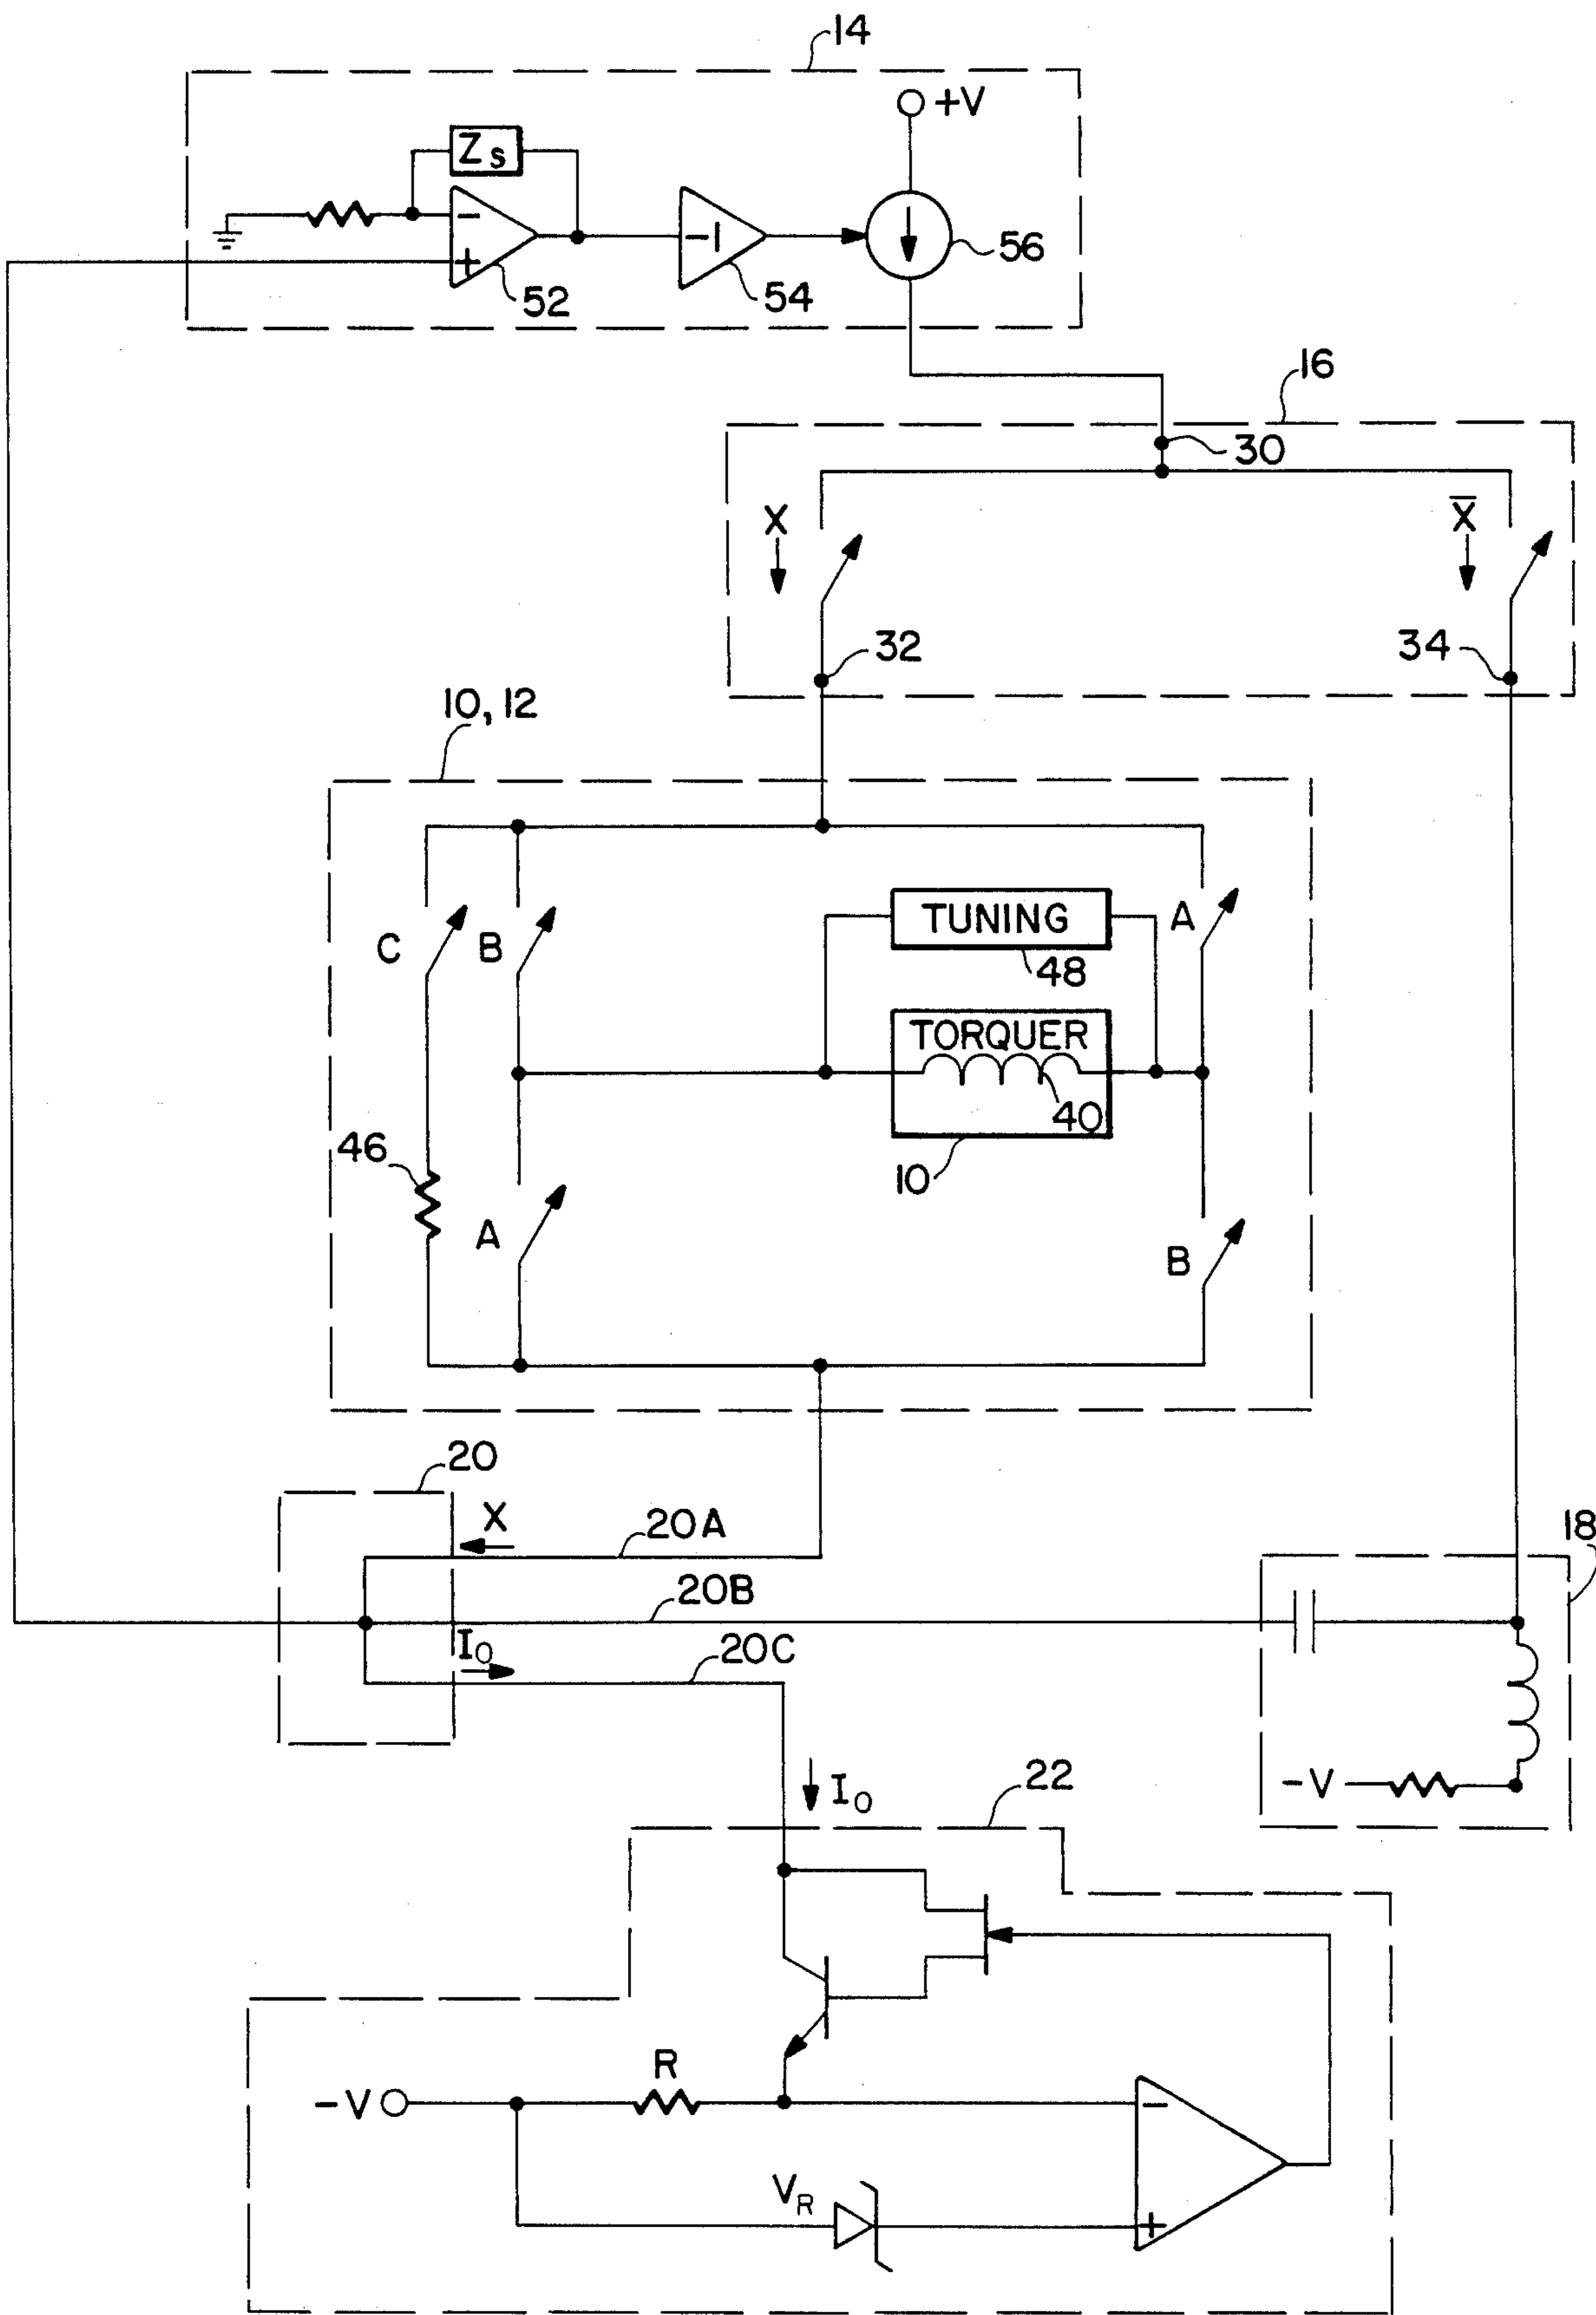 14
+V
Zs
−
+
52
−1
54
56
16
30
X
X̅
32
34
10, 12
C
B
TUNING
48
A
TORQUER
40
10
46
A
B
20
X
20A
20B
I0
20C
18
−V
I0
22
R
−V
−
VR
+